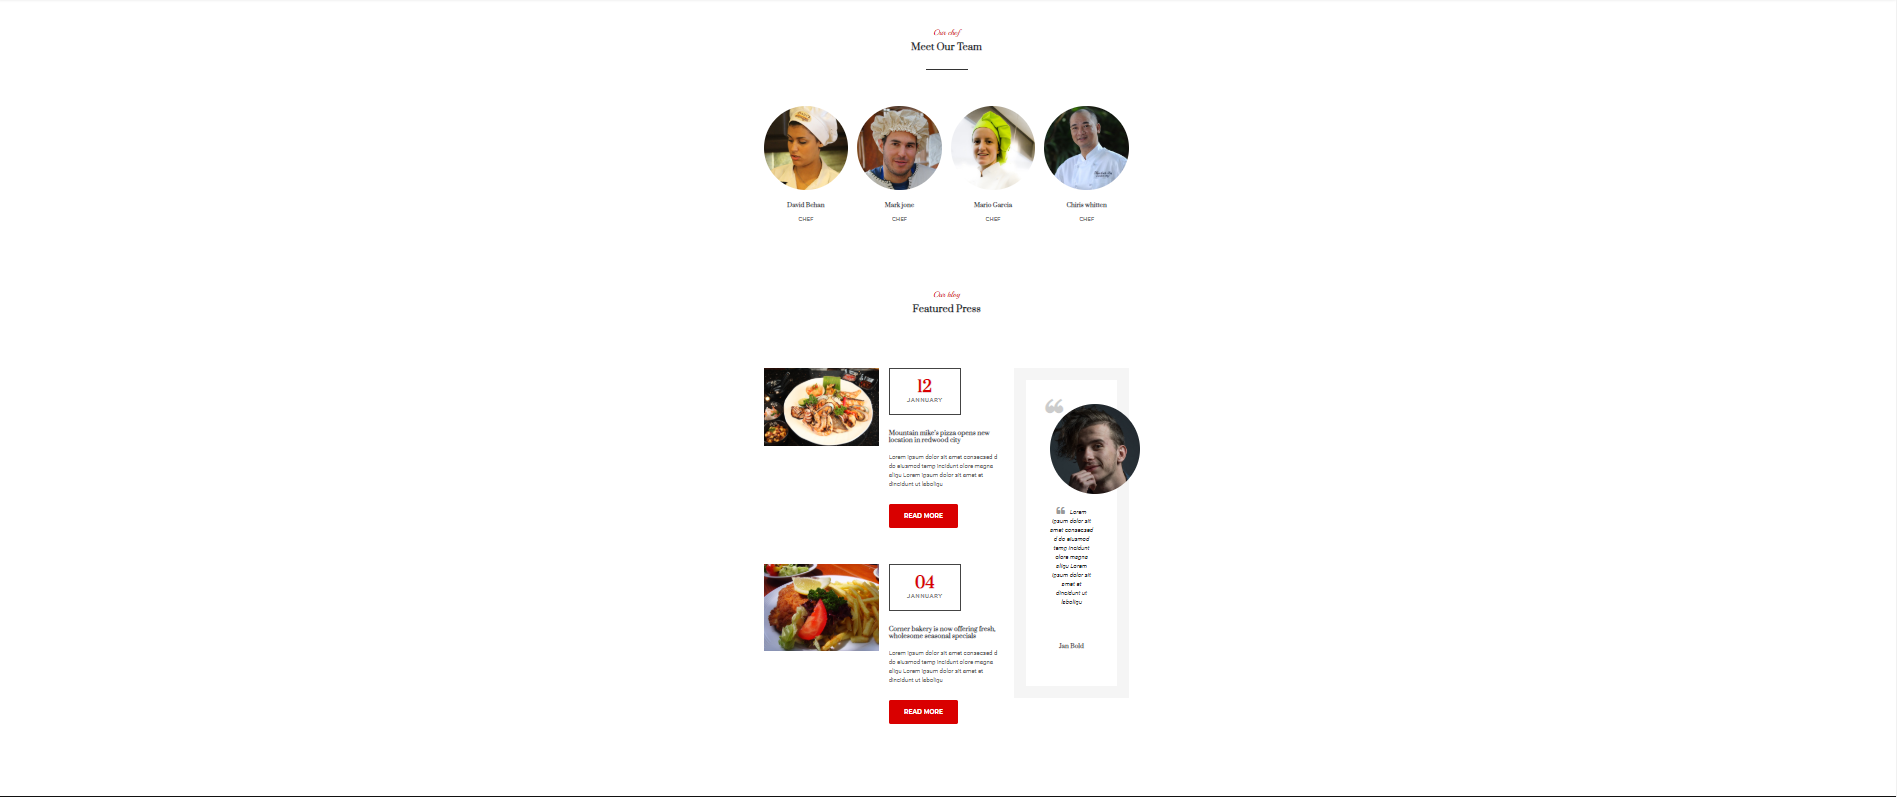 Our chef
Meet Our Team
David Behan
CHEF
Mark jone
CHEF
Mario Garcia
CHEF
Chiris whitten
CHEF
Our blog
Featured Press
12
JANNUARY
Mountain mike's pizza opens new
location in redwood city
Lorem ipsum dolor sit amet consecsed d
do eiusmod temp incidunt olore magna
aliqu Lorem ipsum dolor sit amet et
dincidunt ut laboliqu
READ MORE
04
JANNUARY
Corner bakery is now offering fresh,
wholesome seasonal specials
Lorem ipsum dolor sit amet consecsed d
do eiusmod temp incidunt olore magna
aliqu Lorem ipsum dolor sit amet et
dincidunt ut laboliqu
READ MORE
“
“ Lorem
ipsum dolor sit
amet consecsed
d do eiusmod
temp incidunt
olore magna
aliqu Lorem
ipsum dolor sit
amet et
dincidunt ut
laboliqu
Jan Bold